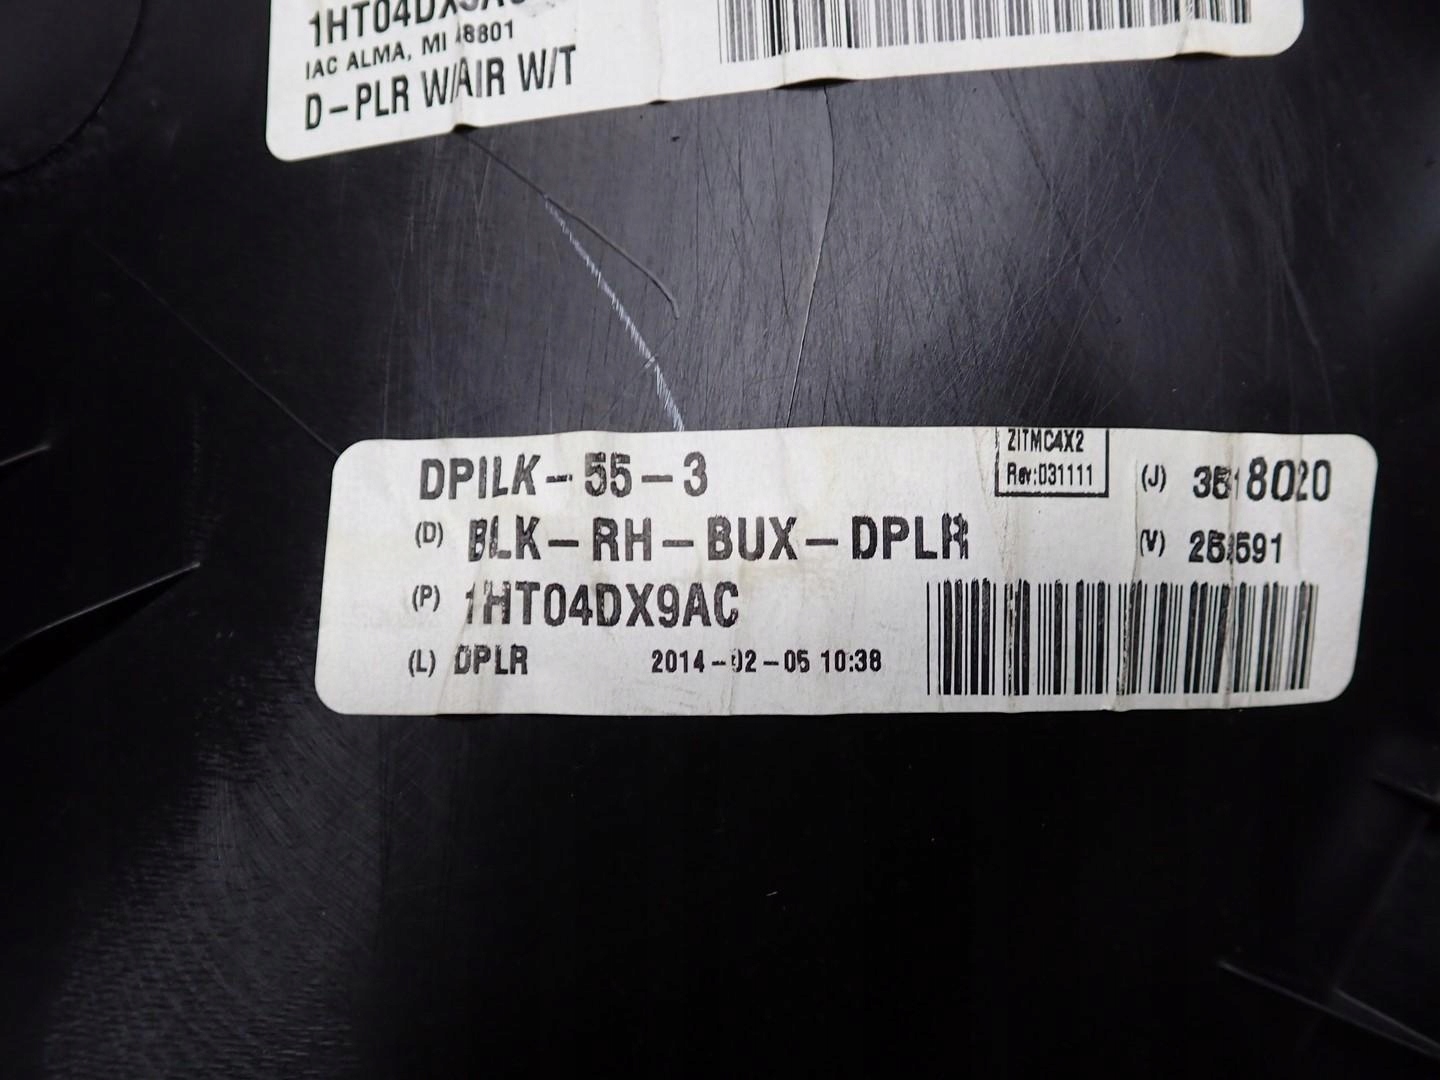 1HT04DX9AC
IAC ALMA, MI 48801
D-PLR W/AIR W/T
ZITMC4X2
Rev:031111
DPILK-55-3
(J)
(D) BLK-RH-BUX-DPLR
(V)
(P) 1HT04DX9AC
(L) DPLR 2014-02-05 10:38